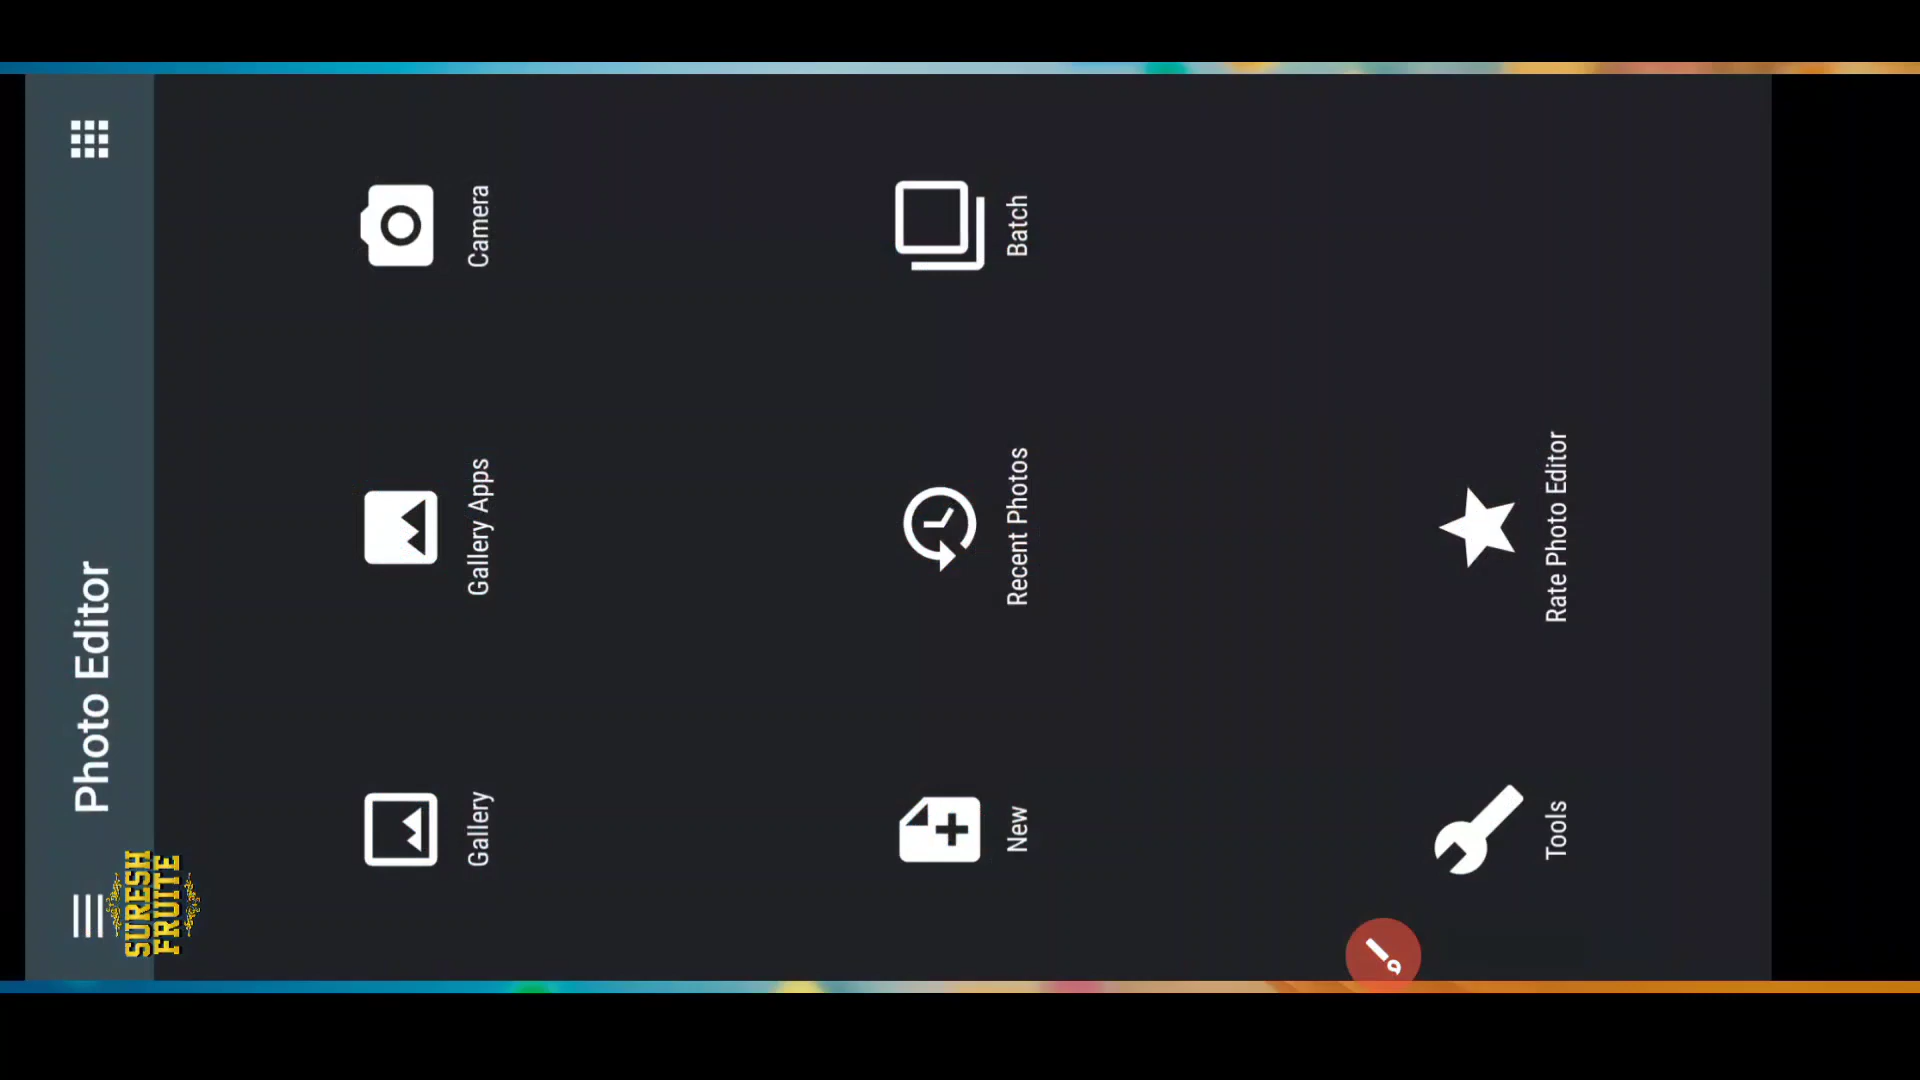 Photo Editor
Gallery
Gallery Apps
Camera
New
Recent Photos
Batch
Tools
Rate Photo Editor
SURESH
FRUITE